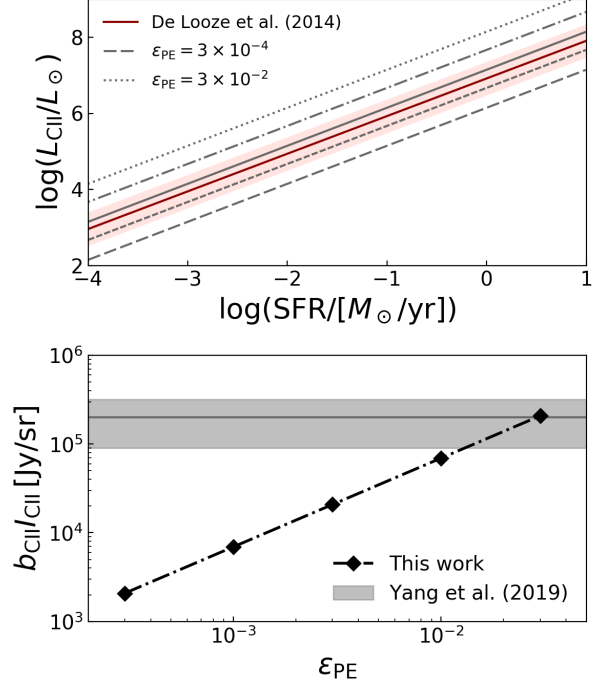 log(L_CII/L_⊙)
8
6
4
2
De Looze et al. (2014)
ε_PE = 3 × 10^−4
ε_PE = 3 × 10^−2
−4 −3 −2 −1 0 1
log(SFR/[M_⊙/yr])
b_CII I_CII [Jy/sr]
10^6
10^5
10^4
10^3
This work
Yang et al. (2019)
10^−3 10^−2
ε_PE